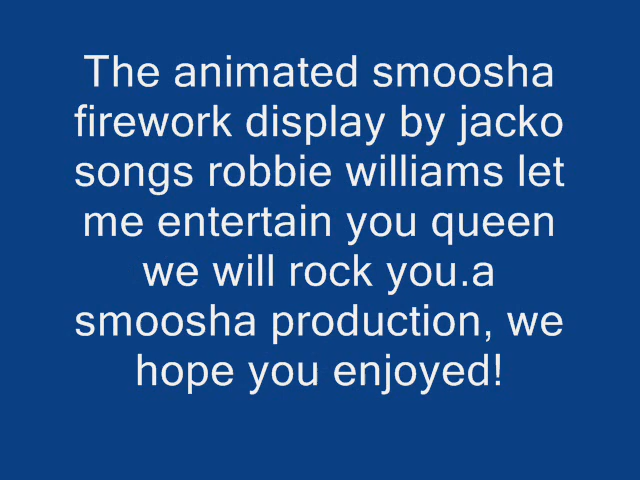 The animated smoosha
firework display by jacko
songs robbie williams let
me entertain you queen
we will rock you.a
smoosha production, we
hope you enjoyed!